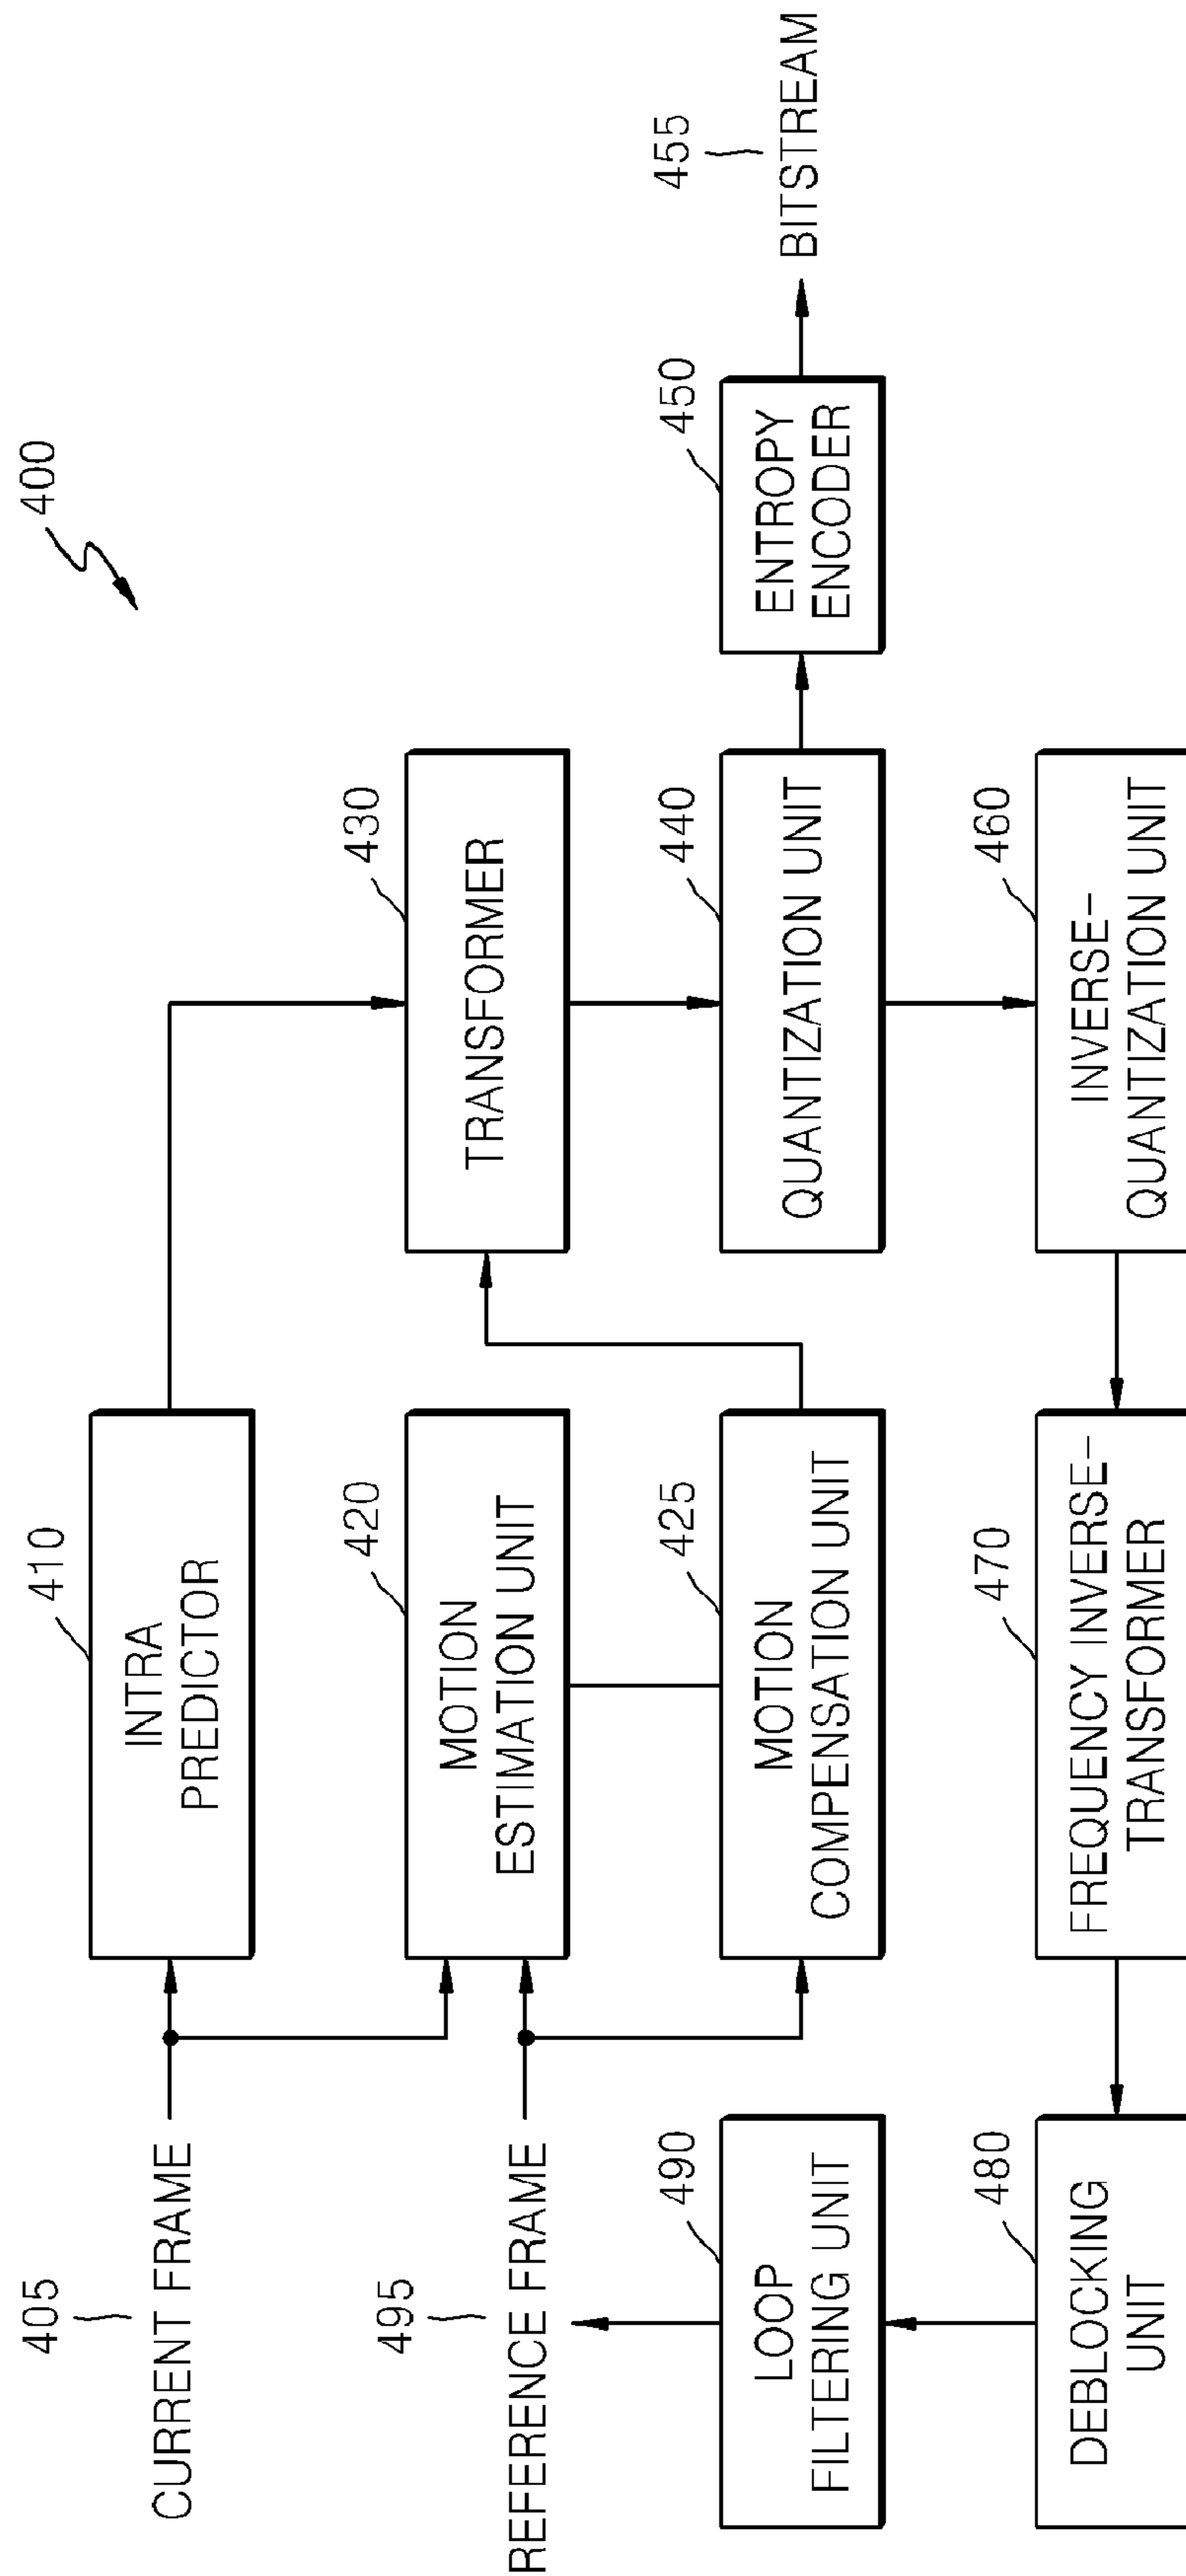 400
405
CURRENT FRAME
410
INTRA
PREDICTOR
495
REFERENCE FRAME
420
MOTION
ESTIMATION UNIT
430
TRANSFORMER
490
LOOP
FILTERING UNIT
425
MOTION
COMPENSATION UNIT
440
QUANTIZATION UNIT
450
ENTROPY
ENCODER
455
BITSTREAM
480
DEBLOCKING
UNIT
470
FREQUENCY INVERSE-
TRANSFORMER
460
INVERSE-
QUANTIZATION UNIT